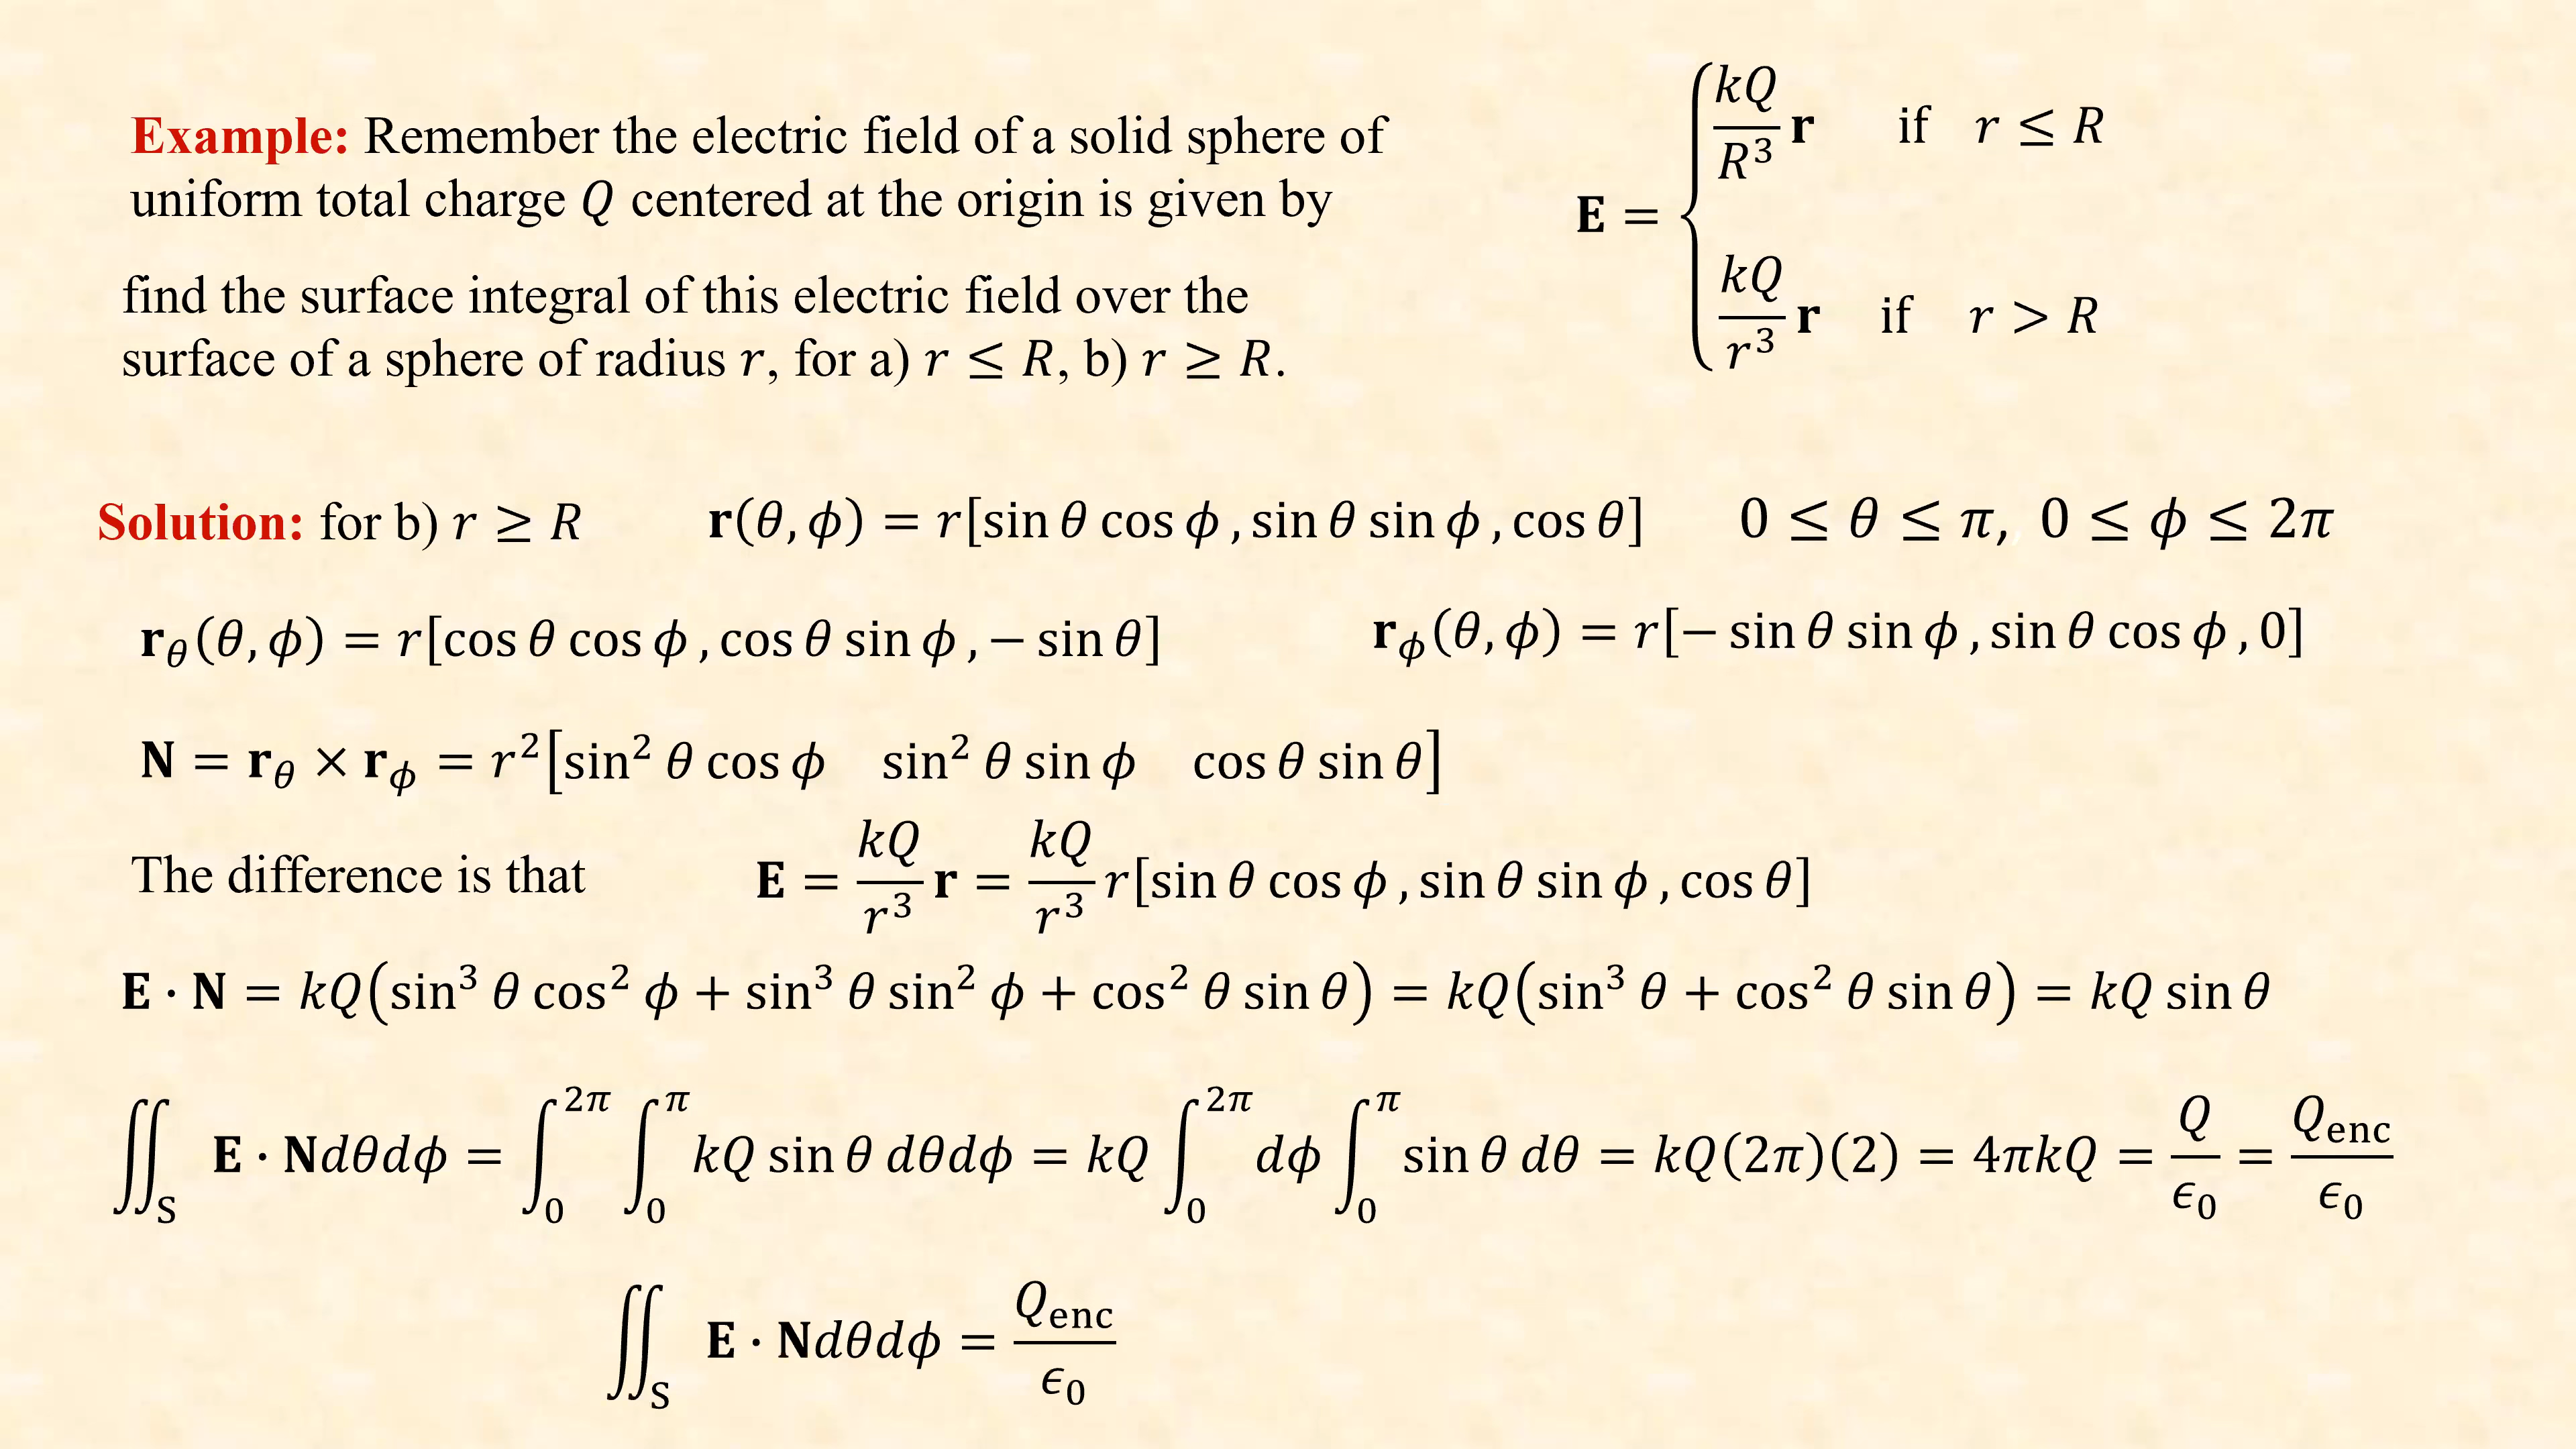 Example: Remember the electric field of a solid sphere of
uniform total charge Q centered at the origin is given by
E = { kQ/R³ r if r ≤ R
kQ/r³ r if r > R
find the surface integral of this electric field over the
surface of a sphere of radius r, for a) r ≤ R, b) r ≥ R.
Solution: for b) r ≥ R r(θ, ϕ) = r[sin θ cos ϕ , sin θ sin ϕ , cos θ] 0 ≤ θ ≤ π, 0 ≤ ϕ ≤ 2π
r_θ(θ, ϕ) = r[cos θ cos ϕ , cos θ sin ϕ , − sin θ] r_ϕ(θ, ϕ) = r[− sin θ sin ϕ , sin θ cos ϕ , 0]
N = r_θ × r_ϕ = r²[sin² θ cos ϕ sin² θ sin ϕ cos θ sin θ]
The difference is that E = kQ/r³ r = kQ/r³ r[sin θ cos ϕ , sin θ sin ϕ , cos θ]
E · N = kQ(sin³ θ cos² ϕ + sin³ θ sin² ϕ + cos² θ sin θ) = kQ(sin³ θ + cos² θ sin θ) = kQ sin θ
∬_S E · Ndθdϕ = ∫₀^{2π} ∫₀^π kQ sin θ dθdϕ = kQ ∫₀^{2π} dϕ ∫₀^π sin θ dθ = kQ(2π)(2) = 4πkQ = Q/ϵ₀ = Q_enc/ϵ₀
∬_S E · Ndθdϕ = Q_enc/ϵ₀